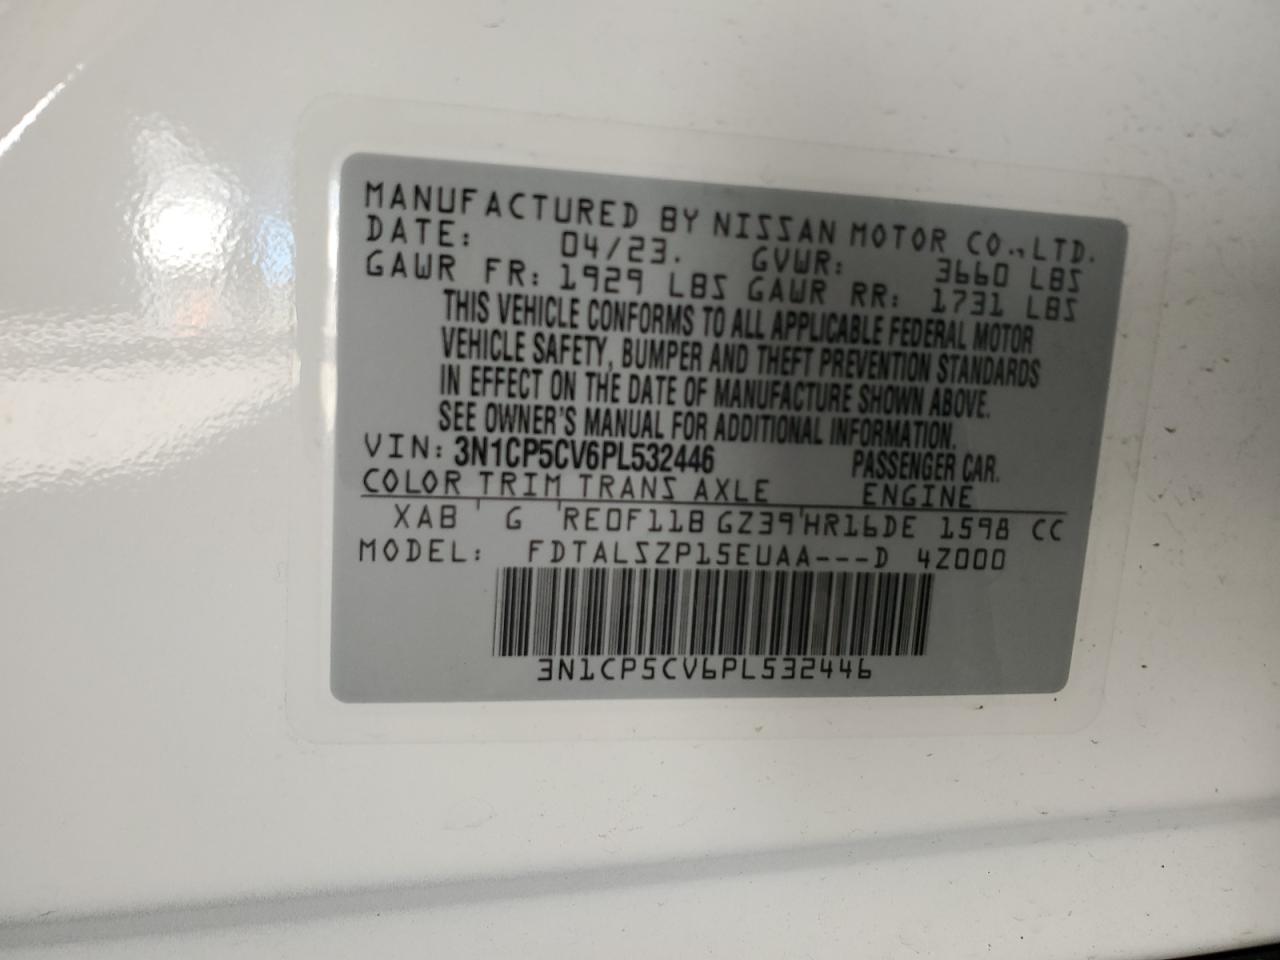 MANUFACTURED BY NISSAN MOTOR CO.,LTD.
DATE: 04/23. GVWR: 3660 LBS
GAWR FR: 1929 LBS GAWR RR: 1731 LBS
THIS VEHICLE CONFORMS TO ALL APPLICABLE FEDERAL MOTOR
VEHICLE SAFETY, BUMPER AND THEFT PREVENTION STANDARDS
IN EFFECT ON THE DATE OF MANUFACTURE SHOWN ABOVE.
SEE OWNER'S MANUAL FOR ADDITIONAL INFORMATION.
VIN: 3N1CP5CV6PL532446 PASSENGER CAR.
COLOR TRIM TRANS AXLE ENGINE
XAB ' G 'RE0F11B GZ39'HR16DE 1598 CC
MODEL: FDTALSZP15EUAA---D 4Z000
3N1CP5CV6PL532446